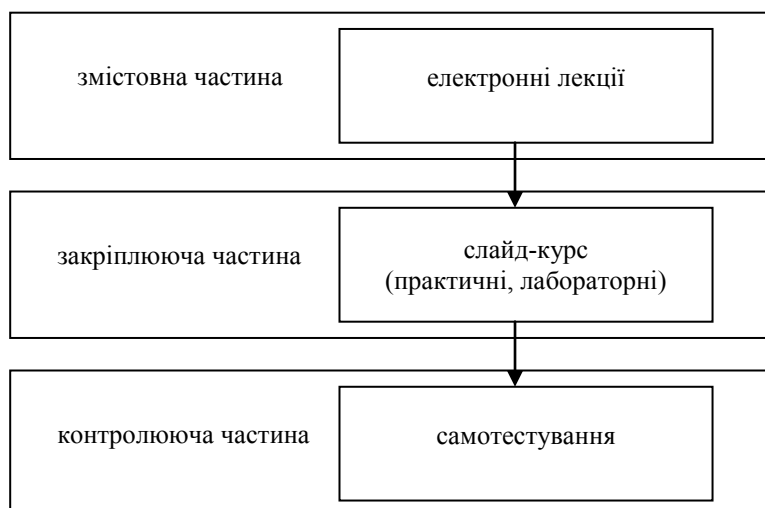 змістовна частина
електронні лекції
закріплююча частина
слайд-курс
(практичні, лабораторні)
контролююча частина
самотестування